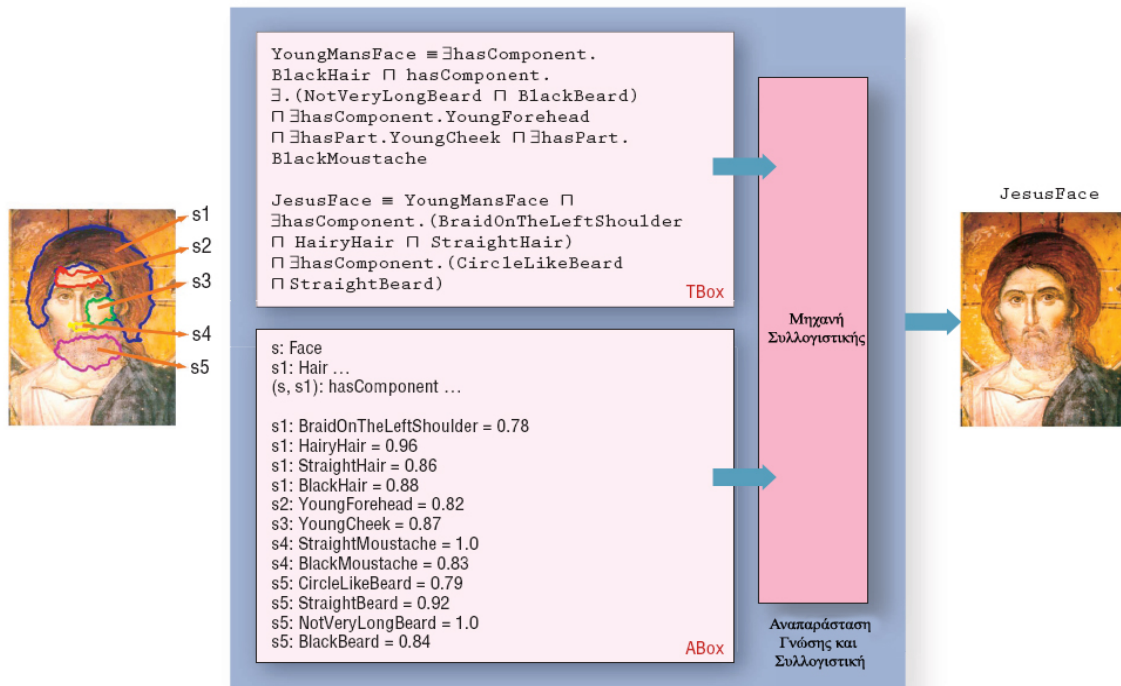 YoungMansFace ≡ ∃hasComponent.
BlackHair ⊓ hasComponent.
∃.(NotVeryLongBeard ⊓ BlackBeard)
⊓ ∃hasComponent.YoungForehead
⊓ ∃hasPart.YoungCheek ⊓ ∃hasPart.
BlackMoustache
JesusFace ≡ YoungMansFace ⊓
∃hasComponent.(BraidOnTheLeftShoulder
⊓ HairyHair ⊓ StraightHair)
⊓ ∃hasComponent.(CircleLikeBeard
⊓ StraightBeard)
TBox
s1
s2
s3
s4
s5
s: Face
s1: Hair …
(s, s1): hasComponent …
s1: BraidOnTheLeftShoulder = 0.78
s1: HairyHair = 0.96
s1: StraightHair = 0.86
s1: BlackHair = 0.88
s2: YoungForehead = 0.82
s3: YoungCheek = 0.87
s4: StraightMoustache = 1.0
s4: BlackMoustache = 0.83
s5: CircleLikeBeard = 0.79
s5: StraightBeard = 0.92
s5: NotVeryLongBeard = 1.0
s5: BlackBeard = 0.84
ABox
Μηχανή
Συλλογιστικής
Αναπαράσταση
Γνώσης και
Συλλογιστική
JesusFace